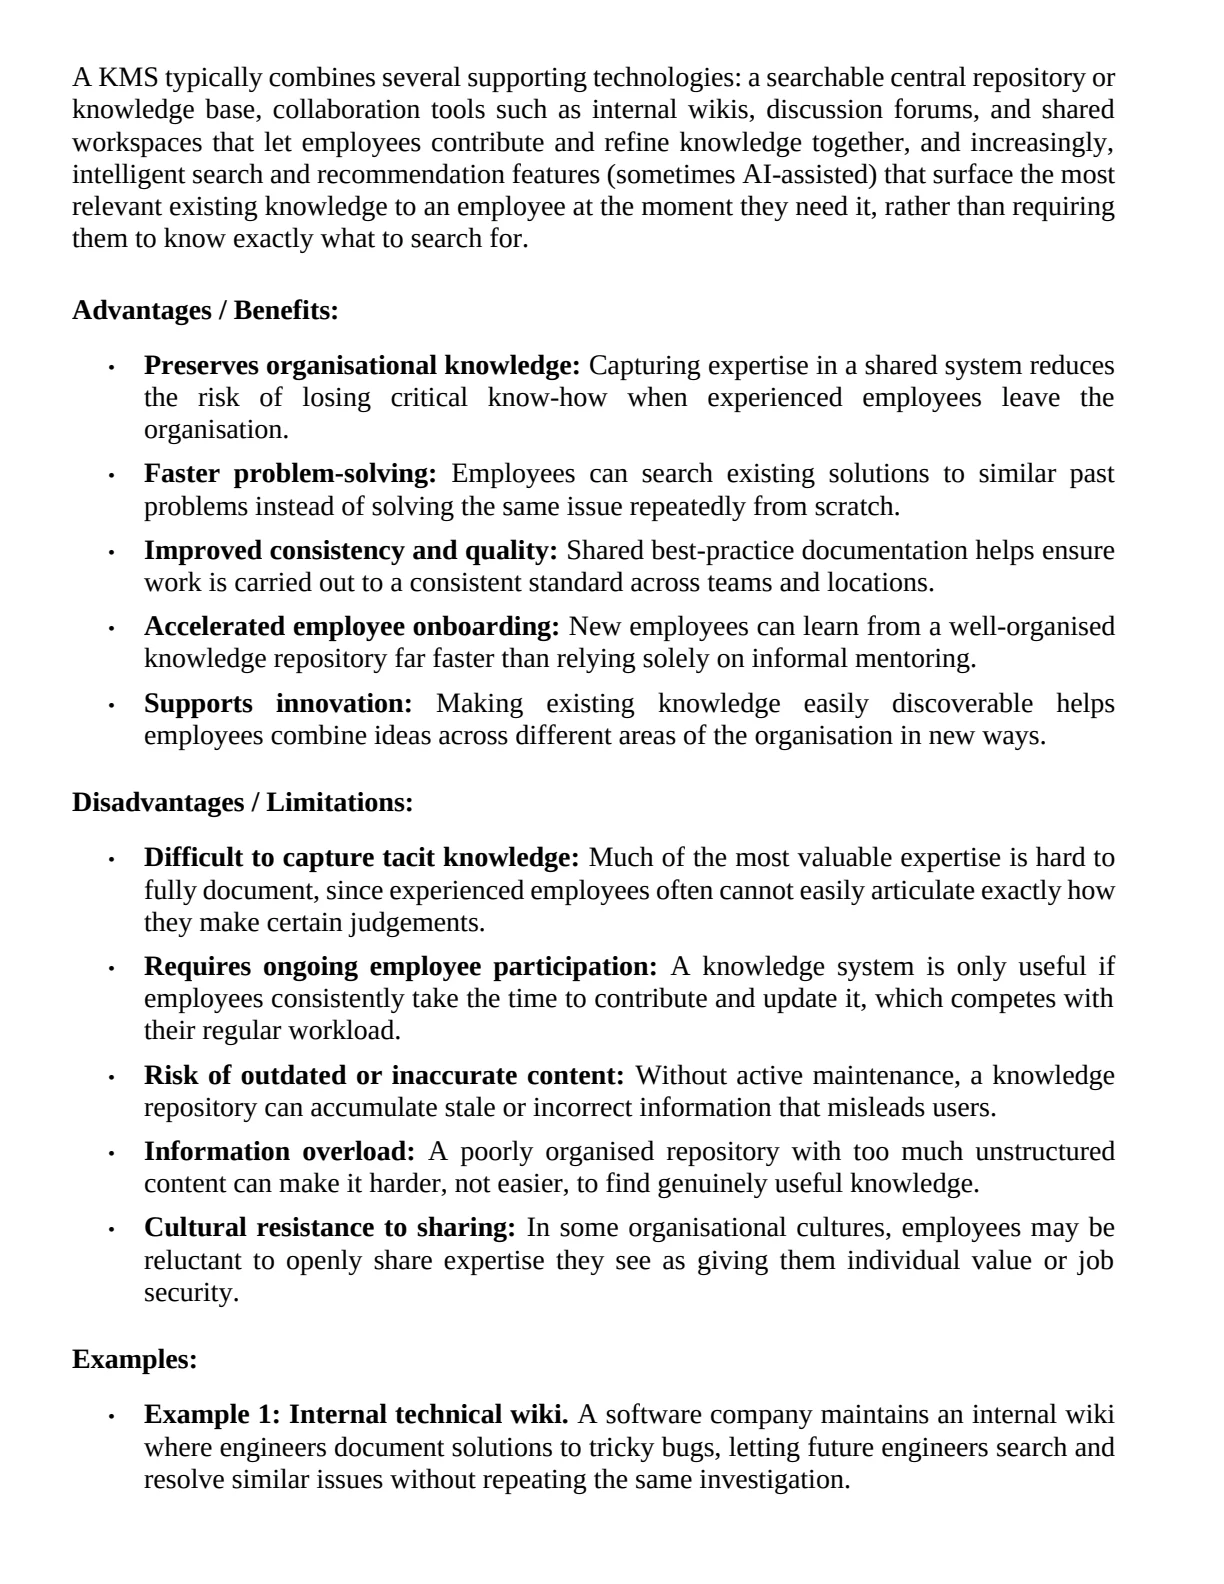 A KMS typically combines several supporting technologies: a searchable central repository or
knowledge base, collaboration tools such as internal wikis, discussion forums, and shared
workspaces that let employees contribute and refine knowledge together, and increasingly,
intelligent search and recommendation features (sometimes AI-assisted) that surface the most
relevant existing knowledge to an employee at the moment they need it, rather than requiring
them to know exactly what to search for.
Advantages / Benefits:
• Preserves organisational knowledge: Capturing expertise in a shared system reduces
the risk of losing critical know-how when experienced employees leave the
organisation.
• Faster problem-solving: Employees can search existing solutions to similar past
problems instead of solving the same issue repeatedly from scratch.
• Improved consistency and quality: Shared best-practice documentation helps ensure
work is carried out to a consistent standard across teams and locations.
• Accelerated employee onboarding: New employees can learn from a well-organised
knowledge repository far faster than relying solely on informal mentoring.
• Supports innovation: Making existing knowledge easily discoverable helps
employees combine ideas across different areas of the organisation in new ways.
Disadvantages / Limitations:
• Difficult to capture tacit knowledge: Much of the most valuable expertise is hard to
fully document, since experienced employees often cannot easily articulate exactly how
they make certain judgements.
• Requires ongoing employee participation: A knowledge system is only useful if
employees consistently take the time to contribute and update it, which competes with
their regular workload.
• Risk of outdated or inaccurate content: Without active maintenance, a knowledge
repository can accumulate stale or incorrect information that misleads users.
• Information overload: A poorly organised repository with too much unstructured
content can make it harder, not easier, to find genuinely useful knowledge.
• Cultural resistance to sharing: In some organisational cultures, employees may be
reluctant to openly share expertise they see as giving them individual value or job
security.
Examples:
• Example 1: Internal technical wiki. A software company maintains an internal wiki
where engineers document solutions to tricky bugs, letting future engineers search and
resolve similar issues without repeating the same investigation.